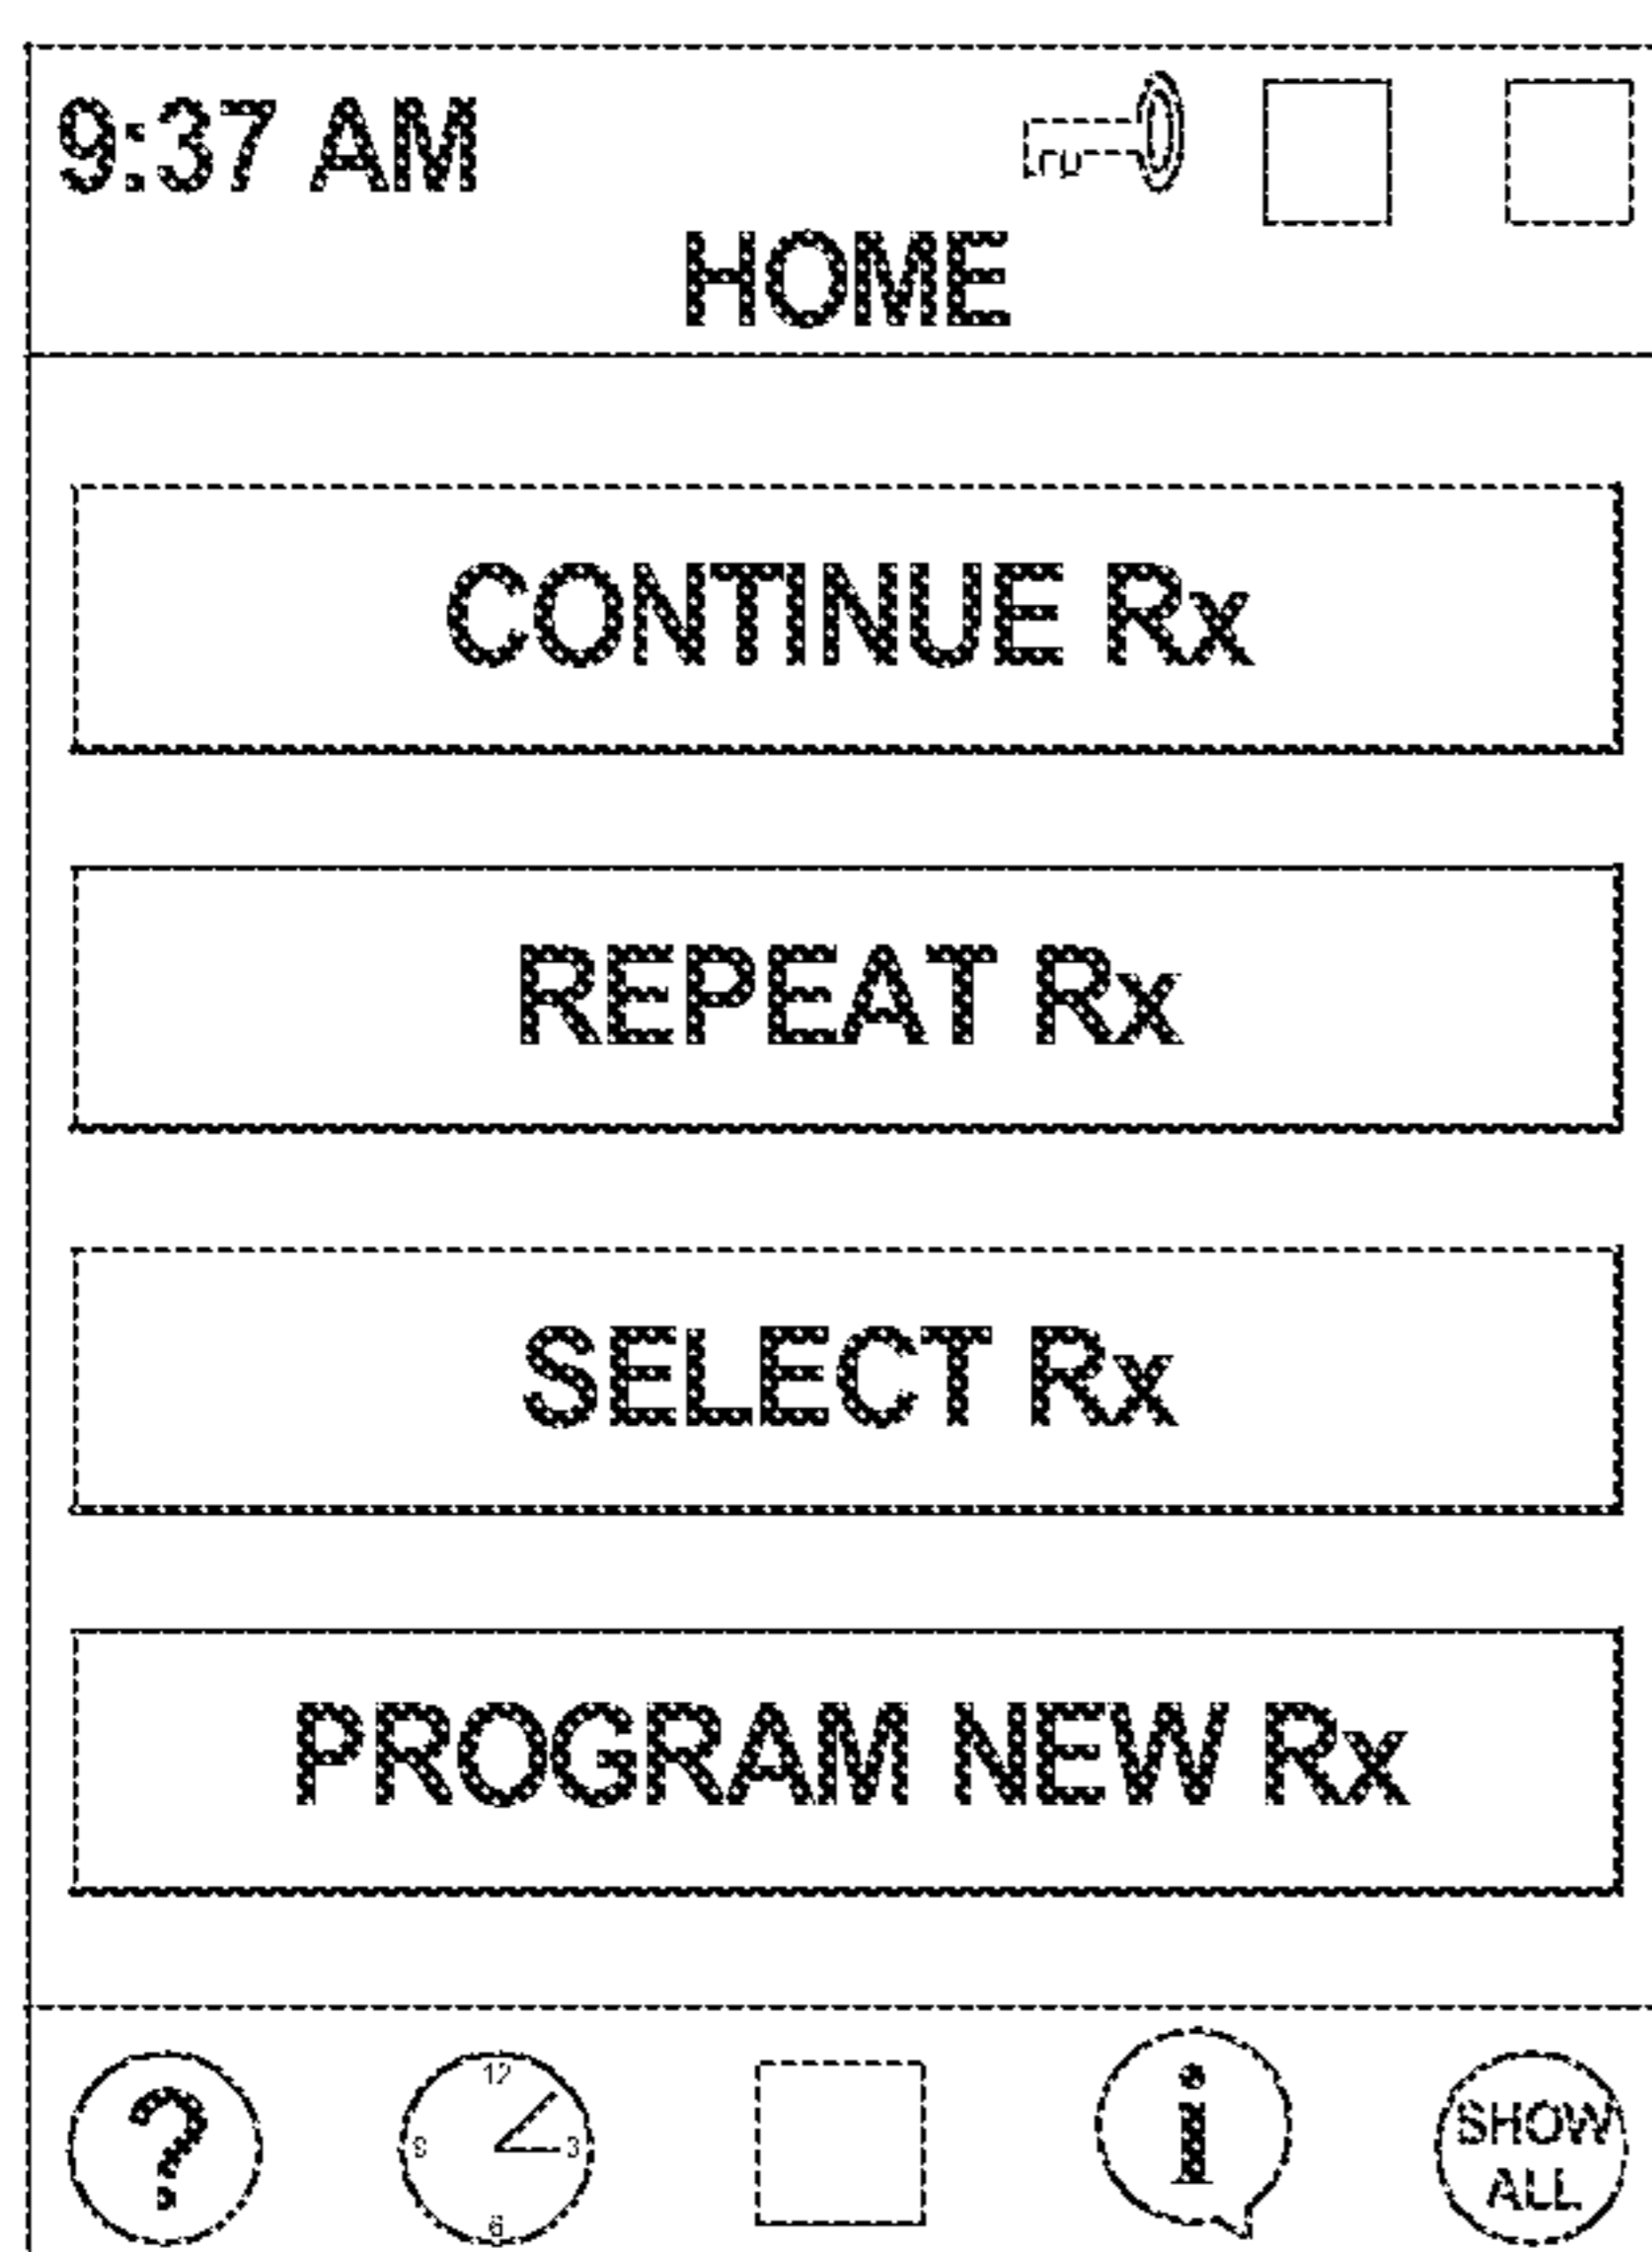 9:37 AM
HOME
CONTINUE Rx
REPEAT Rx
SELECT Rx
PROGRAM NEW Rx
?
12
9
3
6
i
SHOW
ALL